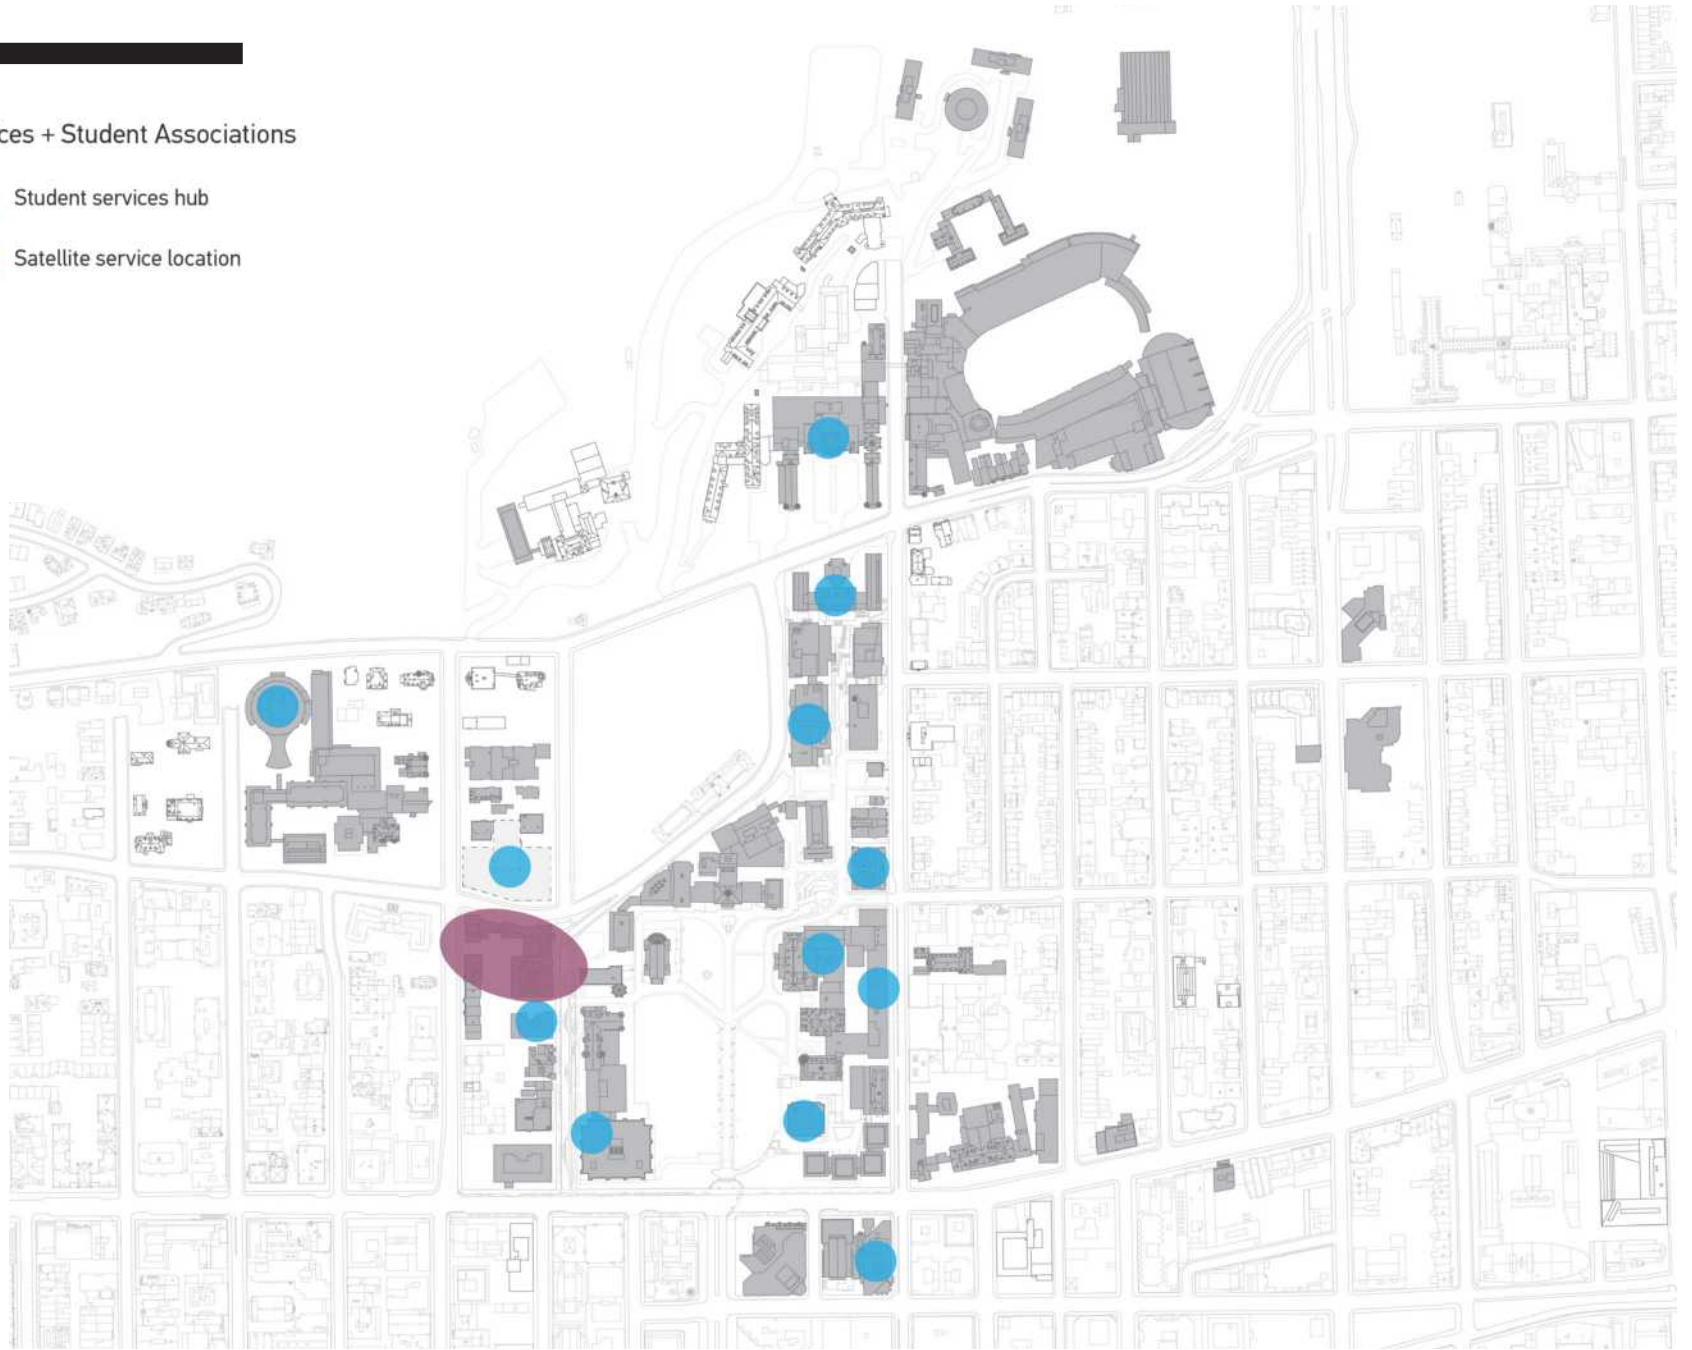 ces + Student Associations
Student services hub
Satellite service location